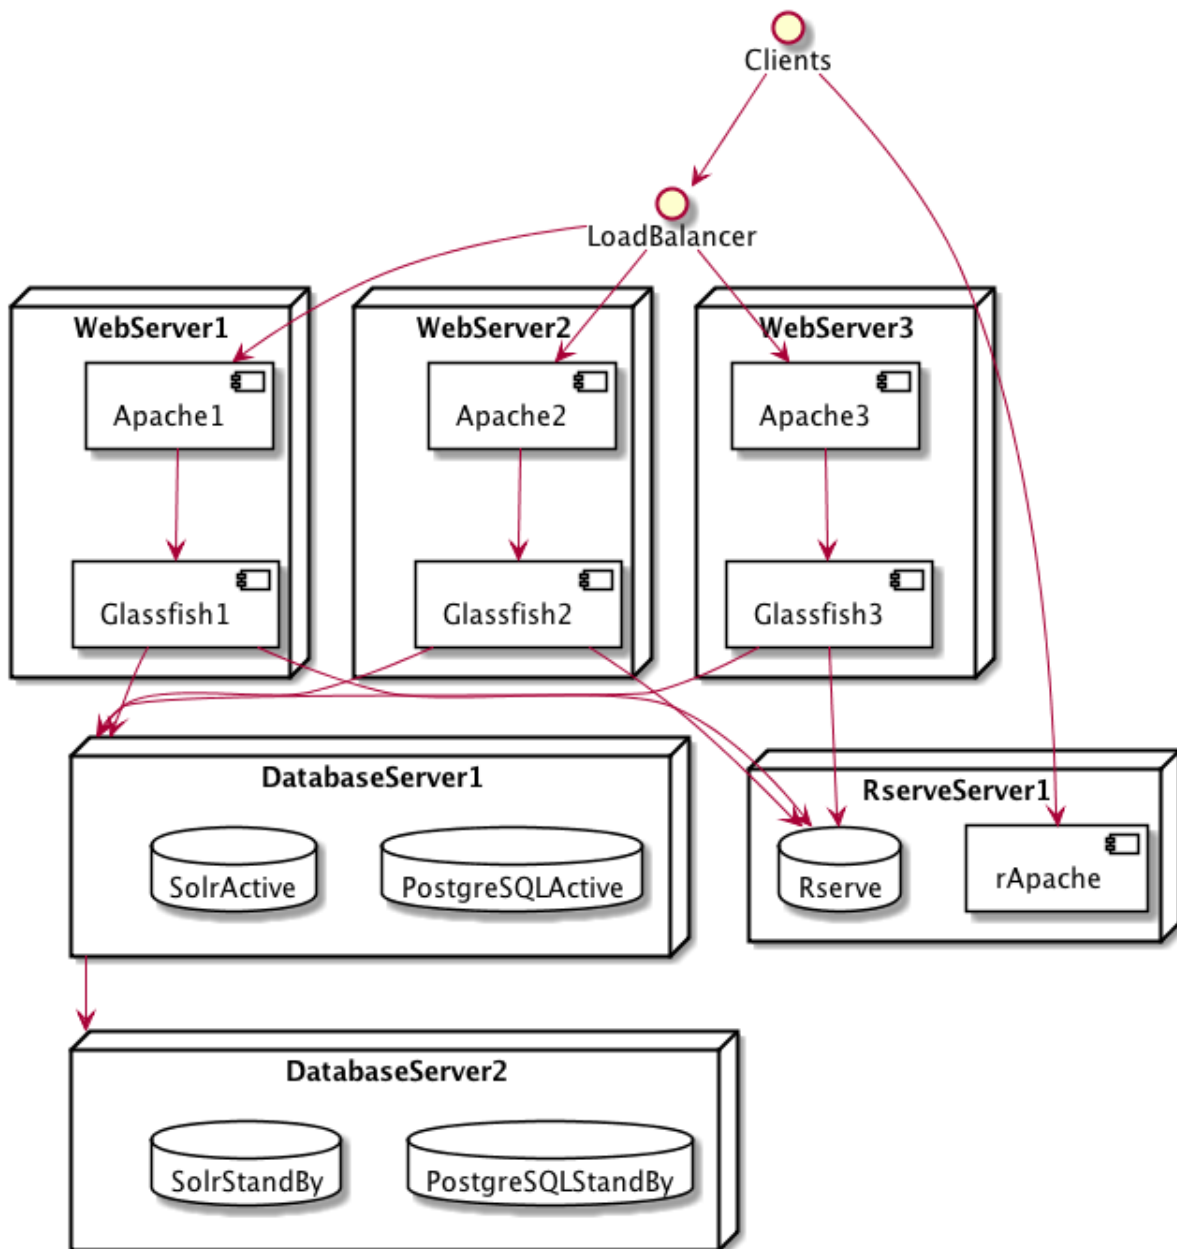 Clients
LoadBalancer
WebServer1
WebServer2
WebServer3
Apache1
Apache2
Apache3
Glassfish1
Glassfish2
Glassfish3
DatabaseServer1
RserveServer1
SolrActive
PostgreSQLActive
Rserve
rApache
DatabaseServer2
SolrStandBy
PostgreSQLStandBy